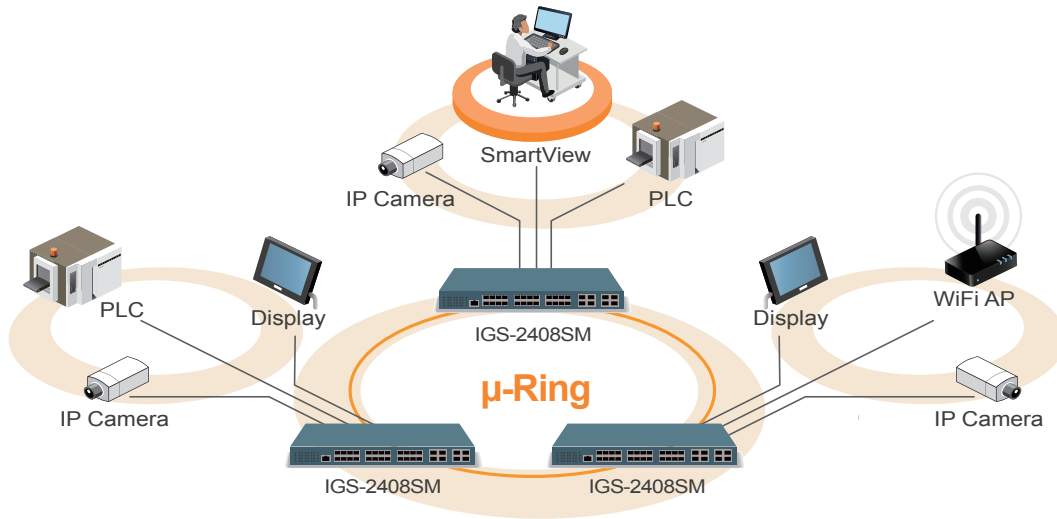 SmartView
IP Camera
PLC
WiFi AP
PLC
Display
Display
IGS-2408SM
µ-Ring
IP Camera
IP Camera
IGS-2408SM
IGS-2408SM